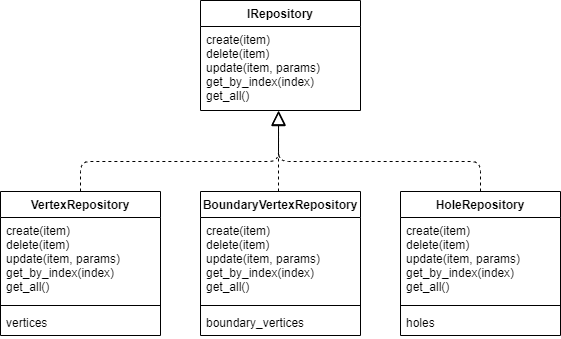 IRepository
create(item)
delete(item)
update(item, params)
get_by_index(index)
get_all()
VertexRepository
create(item)
delete(item)
update(item, params)
get_by_index(index)
get_all()
vertices
BoundaryVertexRepository
create(item)
delete(item)
update(item, params)
get_by_index(index)
get_all()
boundary_vertices
HoleRepository
create(item)
delete(item)
update(item, params)
get_by_index(index)
get_all()
holes